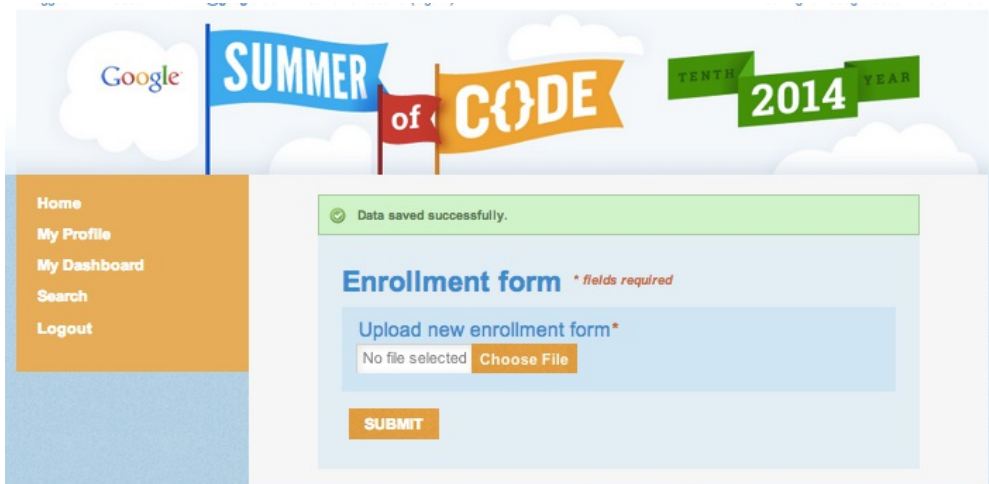 Google
SUMMER
of
C{}DE
TENTH
2014
YEAR
Home
My Profile
My Dashboard
Search
Logout
Data saved successfully.
Enrollment form * fields required
Upload new enrollment form*
No file selected Choose File
SUBMIT